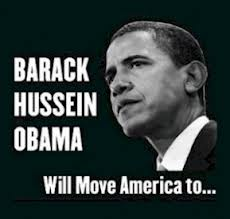 BARACK
HUSSEIN
OBAMA
Will Move America to...